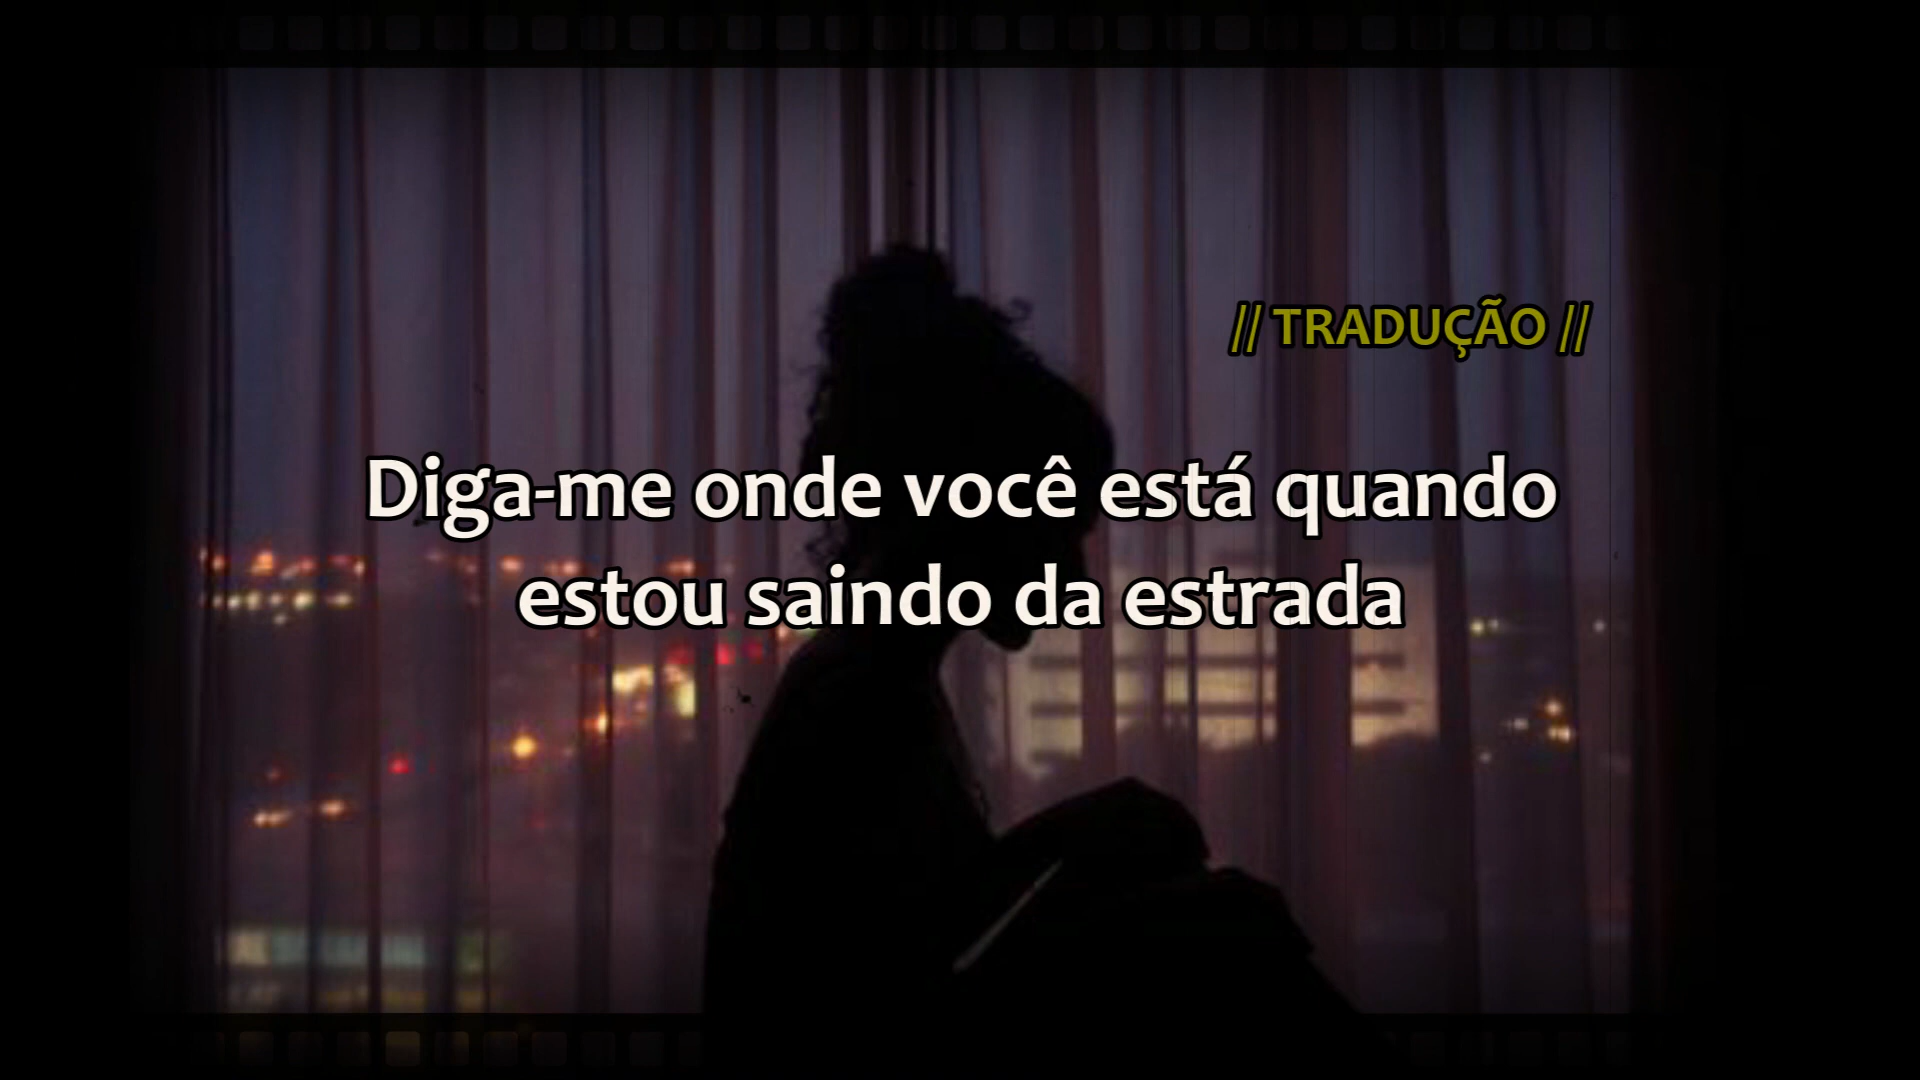 // TRADUÇÃO //
Diga-me onde você está quando
estou saindo da estrada